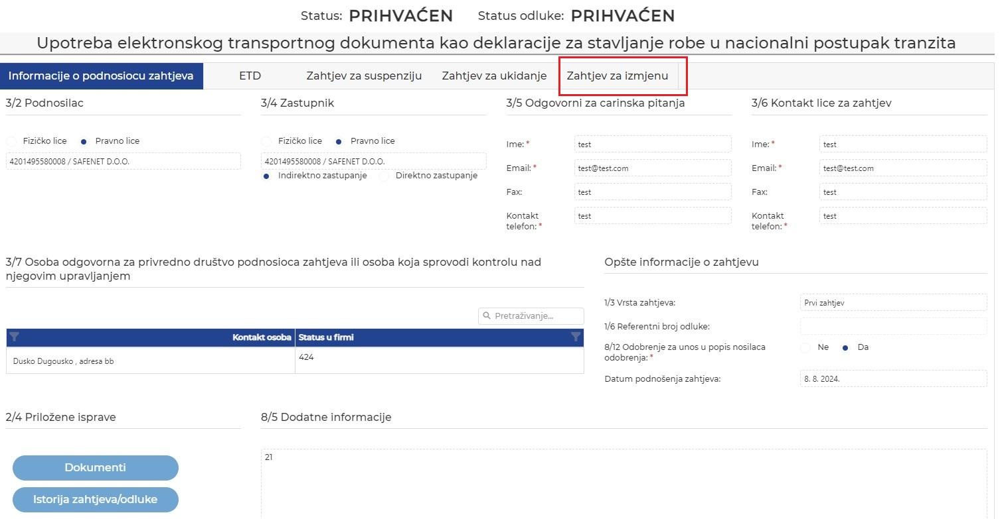 Status: PRIHVAĆEN Status odluke: PRIHVAĆEN
Upotreba elektronskog transportnog dokumenta kao deklaracije za stavljanje robe u nacionalni postupak tranzita
Informacije o podnosiocu zahtjeva ETD Zahtjev za suspenziju Zahtjev za ukidanje Zahtjev za izmjenu
3/2 Podnosilac
Fizičko lice Pravno lice
4201495580008 / SAFENET D.O.O.
3/4 Zastupnik
Fizičko lice Pravno lice
4201495580008 / SAFENET D.O.O.
Indirektno zastupanje Direktno zastupanje
3/5 Odgovorni za carinska pitanja
Ime: * test
Email: * test@test.com
Fax: test
Kontakt
telefon: * test
3/6 Kontakt lice za zahtjev
Ime: * test
Email: * test@test.com
Fax: test
Kontakt
telefon: * test
3/7 Osoba odgovorna za privredno društvo podnosioca zahtjeva ili osoba koja sprovodi kontrolu nad
njegovim upravljanjem
Pretraživanje...
Kontakt osoba Status u firmi
Dusko Dugousko , adresa bb 424
Opšte informacije o zahtjevu
1/3 Vrsta zahtjeva: Prvi zahtjev
1/6 Referentni broj odluke:
8/12 Odobrenje za unos u popis nosilaca
odobrenja: * Ne Da
Datum podnošenja zahtjeva: 8. 8. 2024.
2/4 Priložene isprave
Dokumenti
Istorija zahtjeva/odluke
8/5 Dodatne informacije
21